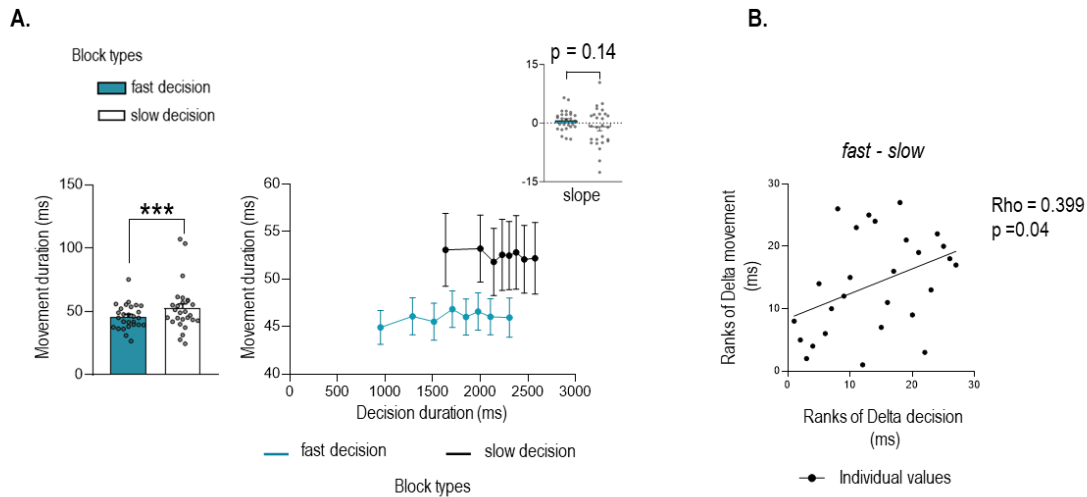 A.
Block types
fast decision
slow decision
Movement duration (ms)
150
100
50
0
***
Movement duration (ms)
60
55
50
45
40
0
500
1000
1500
2000
2500
3000
Decision duration (ms)
fast decision
slow decision
Block types
p = 0.14
15
0
-15
slope
B.
fast - slow
Rho = 0.399
p =0.04
Ranks of Delta movement
(ms)
30
20
10
0
0
10
20
30
Ranks of Delta decision
(ms)
Individual values